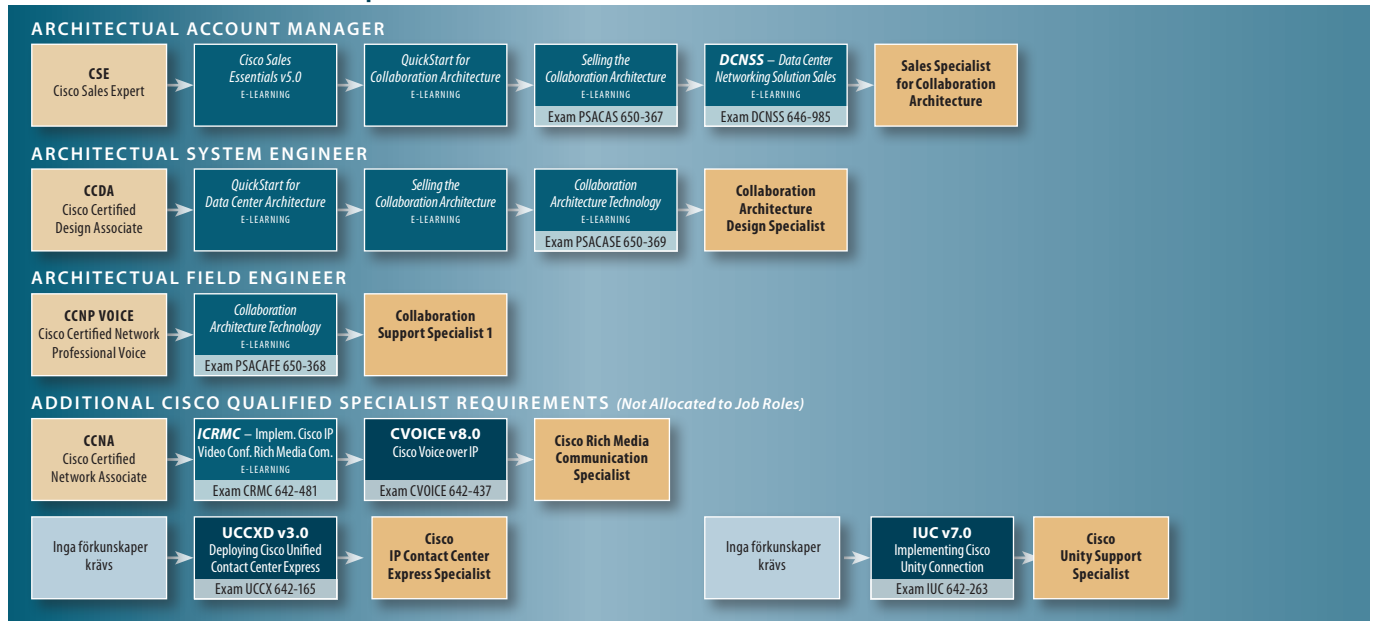 ARCHITECTURAL ACCOUNT MANAGER
CSE
Cisco Sales Expert
Cisco Sales
Essentials v5.0
E-LEARNING
QuickStart for
Collaboration Architecture
E-LEARNING
Selling the
Collaboration Architecture
E-LEARNING
Exam PSACAS 650-367
DCNSS – Data Center
Networking Solution Sales
E-LEARNING
Exam DCNSS 646-985
Sales Specialist
for Collaboration
Architecture
ARCHITECTURAL SYSTEM ENGINEER
CCDA
Cisco Certified
Design Associate
QuickStart for
Data Center Architecture
E-LEARNING
Selling the
Collaboration Architecture
E-LEARNING
Collaboration
Architecture Technology
E-LEARNING
Exam PSACASE 650-369
Collaboration
Architecture
Design Specialist
ARCHITECTURAL FIELD ENGINEER
CCNP VOICE
Cisco Certified Network
Professional Voice
Collaboration
Architecture Technology
E-LEARNING
Exam PSACAFE 650-368
Collaboration
Support Specialist 1
ADDITIONAL CISCO QUALIFIED SPECIALIST REQUIREMENTS (Not Allocated to Job Roles)
CCNA
Cisco Certified
Network Associate
ICRMC – Implem. Cisco IP
Video Conf. Rich Media Com.
E-LEARNING
Exam CRMC 642-481
CVOICE v8.0
Cisco Voice over IP
Exam CVOICE 642-437
Cisco Rich Media
Communication
Specialist
Inga förkunskaper
krävs
UCCXD v3.0
Deploying Cisco Unified
Contact Center Express
Exam UCCX 642-165
Cisco
IP Contact Center
Express Specialist
Inga förkunskaper
krävs
IUC v7.0
Implementing Cisco
Unity Connection
Exam IUC 642-263
Cisco
Unity Support
Specialist